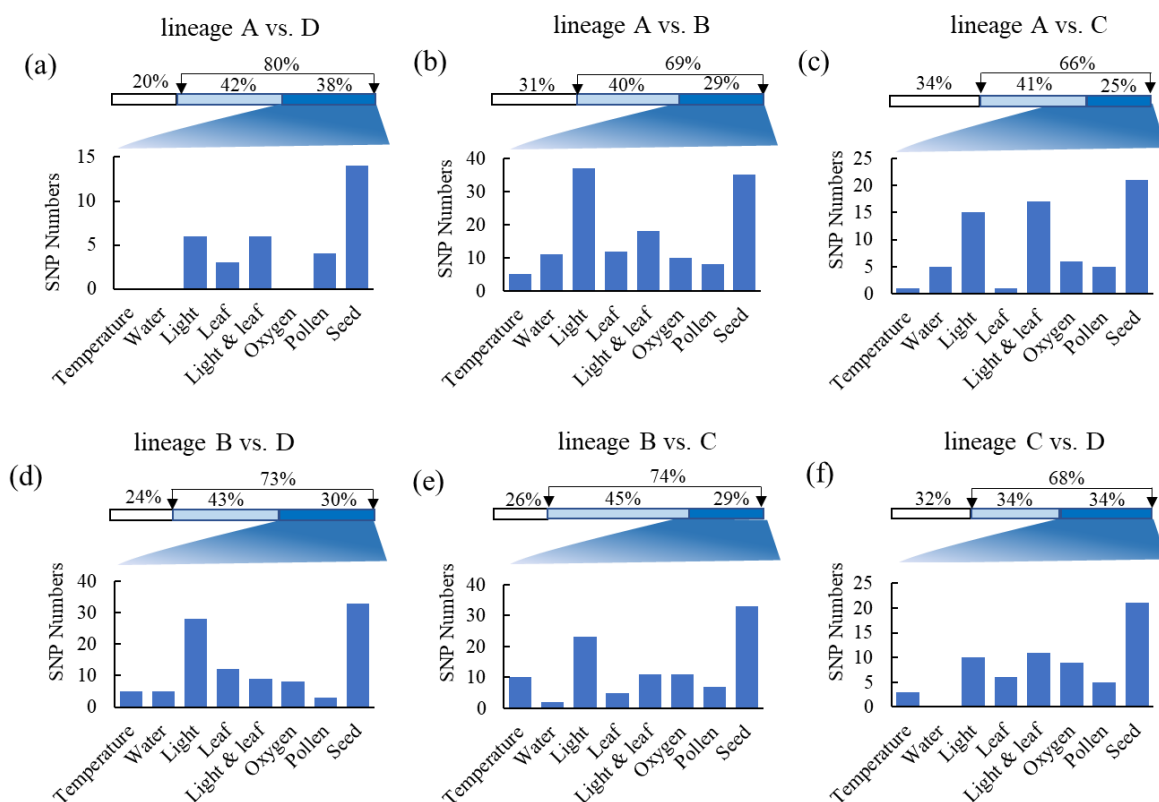 lineage A vs. D
(a)
80%
20% 42% 38%
15
10
5
0
SNP Numbers
Temperature
Water
Light
Leaf
Light & leaf
Oxygen
Pollen
Seed
lineage A vs. B
(b)
69%
31% 40% 29%
40
30
20
10
0
SNP Numbers
Temperature
Water
Light
Leaf
Light & leaf
Oxygen
Pollen
Seed
lineage A vs. C
(c)
66%
34% 41% 25%
25
20
15
10
5
0
SNP Numbers
Temperature
Water
Light
Leaf
Light & leaf
Oxygen
Pollen
Seed
lineage B vs. D
(d)
73%
24% 43% 30%
40
30
20
10
0
SNP Numbers
Temperature
Water
Light
Leaf
Light & leaf
Oxygen
Pollen
Seed
lineage B vs. C
(e)
74%
26% 45% 29%
40
30
20
10
0
SNP Numbers
Temperature
Water
Light
Leaf
Light & leaf
Oxygen
Pollen
Seed
lineage C vs. D
(f)
68%
32% 34% 34%
25
20
15
10
5
0
SNP Numbers
Temperature
Water
Light
Leaf
Light & leaf
Oxygen
Pollen
Seed